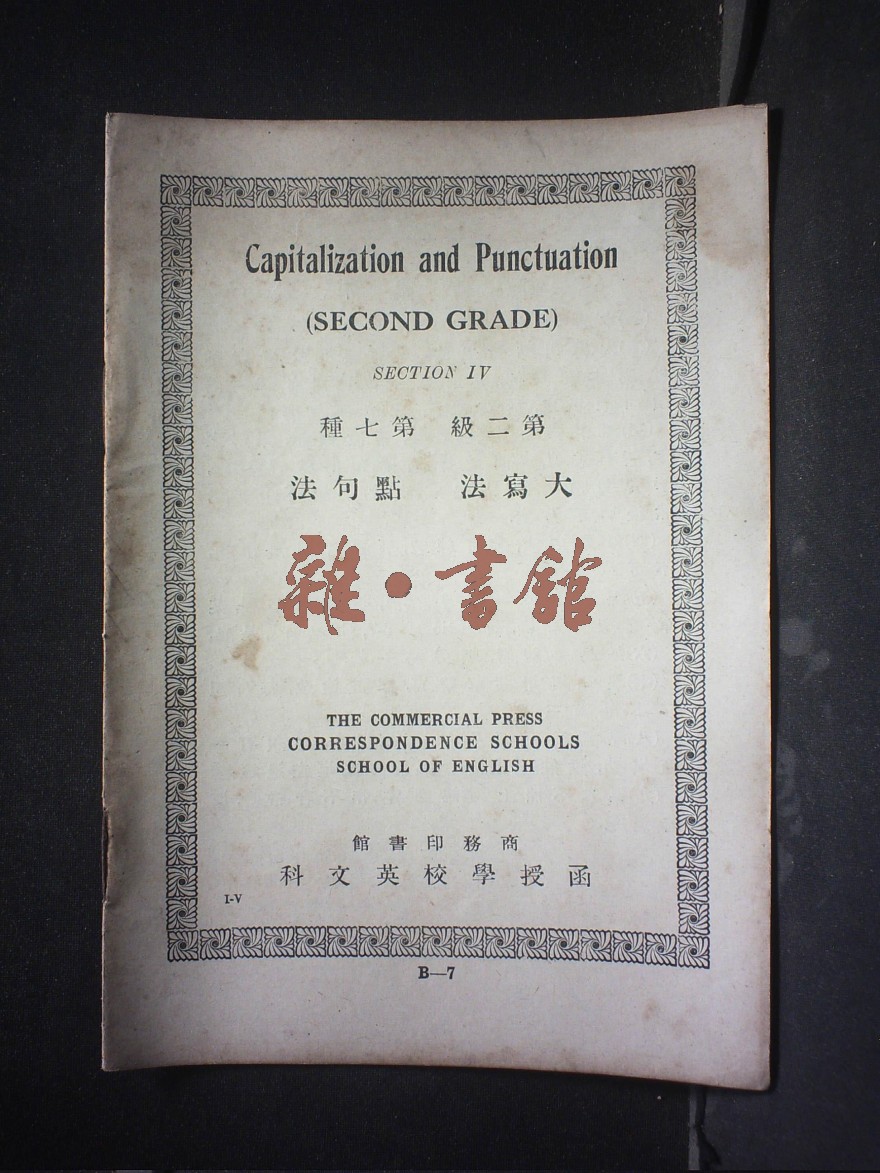 Capitalization and Punctuation
(SECOND GRADE)
SECTION IV
第二級 第七種
大寫法 點句法
雜·書館
THE COMMERCIAL PRESS
CORRESPONDENCE SCHOOLS
SCHOOL OF ENGLISH
商務印書館
函授學校英文科
I-V
B—7